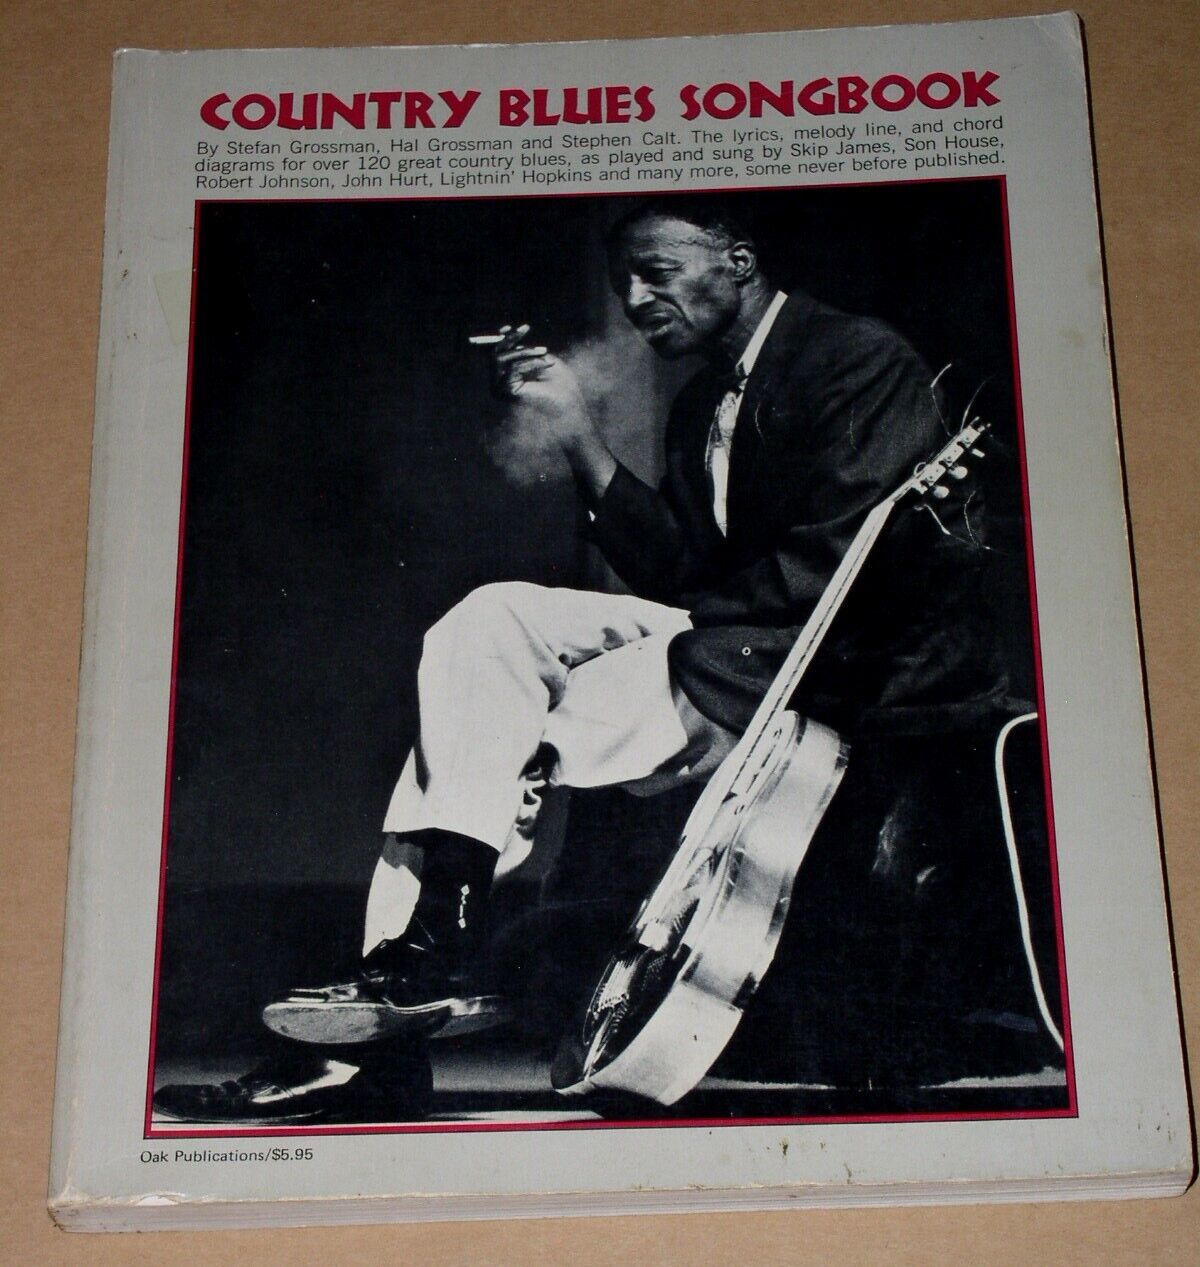 COUNTRY BLUES SONGBOOK
By Stefan Grossman, Hal Grossman and Stephen Calt. The lyrics, melody line, and chord
diagrams for over 120 great country blues, as played and sung by Skip James, Son House,
Robert Johnson, John Hurt, Lightnin' Hopkins and many more, some never before published.
Oak Publications/$5.95